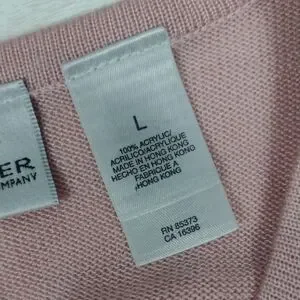 ER
MPANY
L
100% ACRYLIC/
ACRILICO/ACRYLIQUE
MADE IN HONG KONG
HECHO EN HONG KONG
FABRIQUE A
HONG KONG
RN 85373
CA 16396